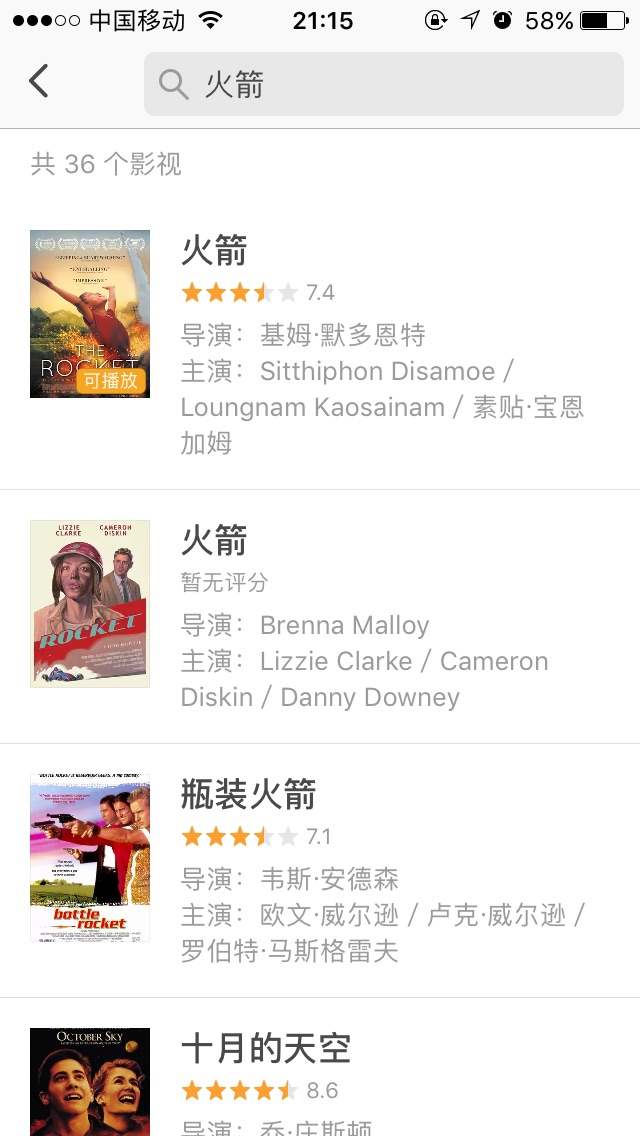 中国移动 21:15 58%
火箭
共 36 个影视
火箭
7.4
导演：基姆·默多恩特
主演：Sitthiphon Disamoe /
Loungnam Kaosainam / 素贴·宝恩
加姆
THE
ROCKET
可播放
火箭
暂无评分
导演：Brenna Malloy
主演：Lizzie Clarke / Cameron
Diskin / Danny Downey
LIZZIE CLARKE
CAMERON DISKIN
ROCKET
瓶装火箭
7.1
导演：韦斯·安德森
主演：欧文·威尔逊 / 卢克·威尔逊 /
罗伯特·马斯格雷夫
bottle
rocket
十月的天空
8.6
导演：乔·庄斯顿
OCTOBER SKY